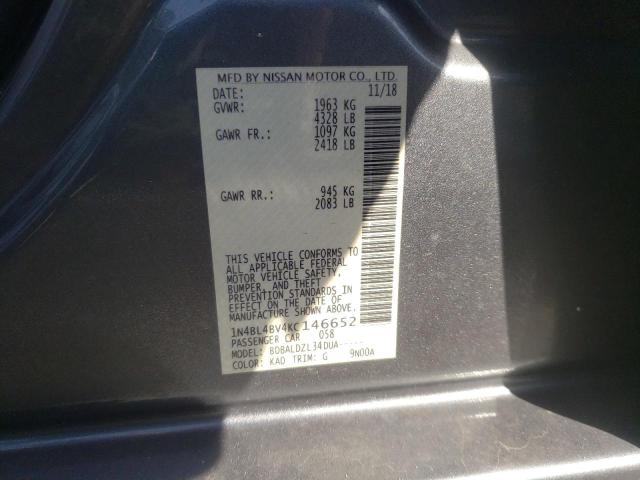 MFD BY NISSAN MOTOR CO., LTD.
DATE: 11/18
GVWR: 1963 KG
4328 LB
GAWR FR.: 1097 KG
2418 LB
GAWR RR.: 945 KG
2083 LB
THIS VEHICLE CONFORMS TO
ALL APPLICABLE FEDERAL
MOTOR VEHICLE SAFETY,
BUMPER, AND THEFT
PREVENTION STANDARDS IN
EFFECT ON THE DATE OF
MANUFACTURE SHOWN ABOVE.
1N4BL4BV4KC146652
PASSENGER CAR 058
MODEL: BDBALDZL34DUA-----
COLOR: KAD TRIM: G 9N00A